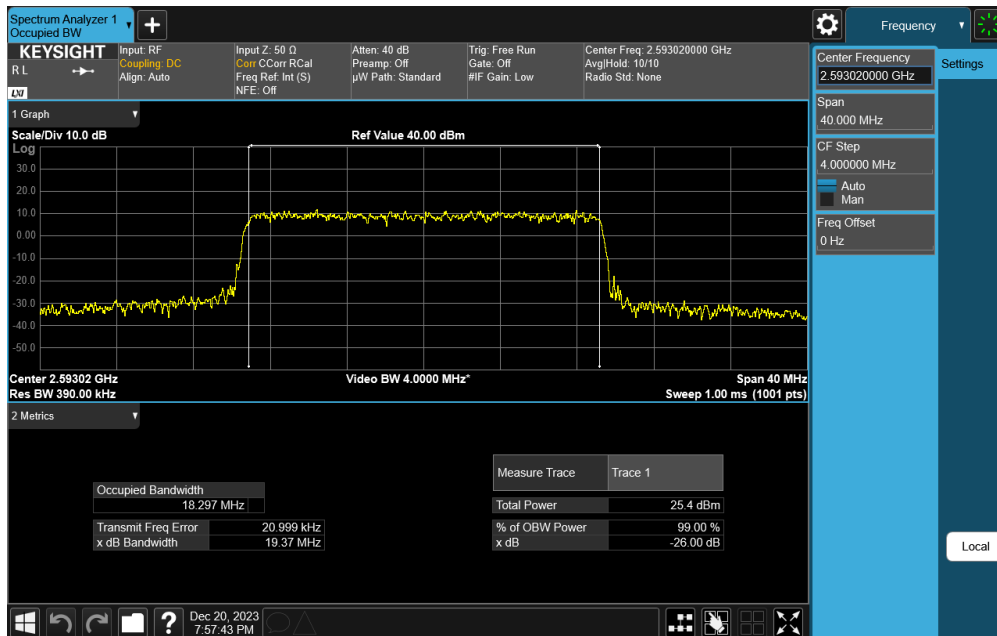 Spectrum Analyzer 1
Occupied BW
Frequency
KEYSIGHT
R L
LXI
Input: RF
Coupling: DC
Align: Auto
Input Z: 50 Ω
Corr CCorr RCal
Freq Ref: Int (S)
NFE: Off
Atten: 40 dB
Preamp: Off
µW Path: Standard
Trig: Free Run
Gate: Off
#IF Gain: Low
Center Freq: 2.593020000 GHz
Avg|Hold: 10/10
Radio Std: None
Center Frequency
2.593020000 GHz
Settings
Span
40.000 MHz
CF Step
4.000000 MHz
Auto
Man
Freq Offset
0 Hz
1 Graph
Scale/Div 10.0 dB
Ref Value 40.00 dBm
Log
30.0
20.0
10.0
0.00
-10.0
-20.0
-30.0
-40.0
-50.0
Center 2.59302 GHz
Video BW 4.0000 MHz*
Span 40 MHz
Res BW 390.00 kHz
Sweep 1.00 ms (1001 pts)
2 Metrics
Occupied Bandwidth
18.297 MHz
Transmit Freq Error 20.999 kHz
x dB Bandwidth 19.37 MHz
Measure Trace Trace 1
Total Power 25.4 dBm
% of OBW Power 99.00 %
x dB -26.00 dB
Local
?
Dec 20, 2023
7:57:43 PM